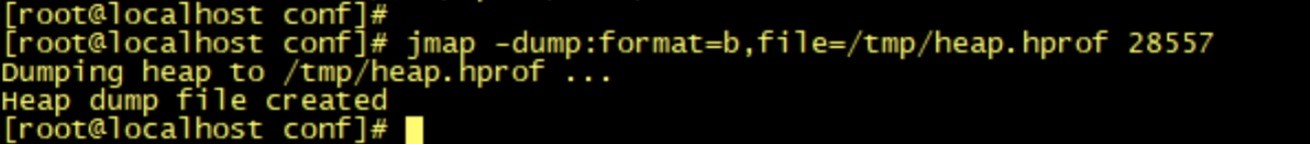 [root@localhost conf]#
[root@localhost conf]# jmap -dump:format=b,file=/tmp/heap.hprof 28557
Dumping heap to /tmp/heap.hprof ...
Heap dump file created
[root@localhost conf]#